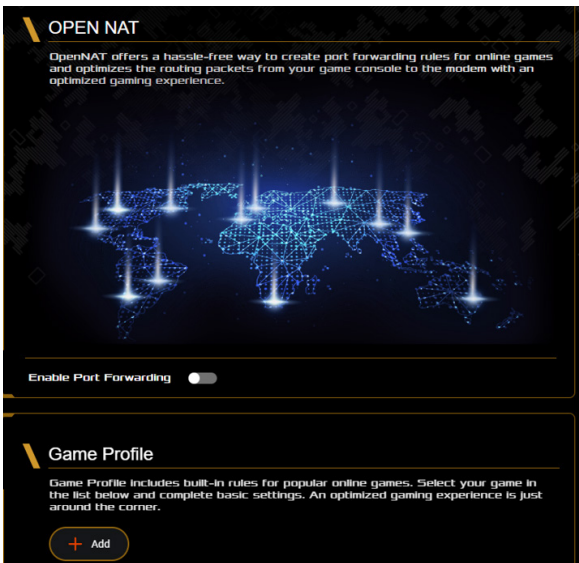 OPEN NAT
OpenNAT offers a hassle-free way to create port forwarding rules for online games
and optimizes the routing packets from your game console to the modem with an
optimized gaming experience.
Enable Port Forwarding
Game Profile
Game Profile includes built-in rules for popular online games. Select your game in
the list below and complete basic settings. An optimized gaming experience is just
around the corner.
+ Add